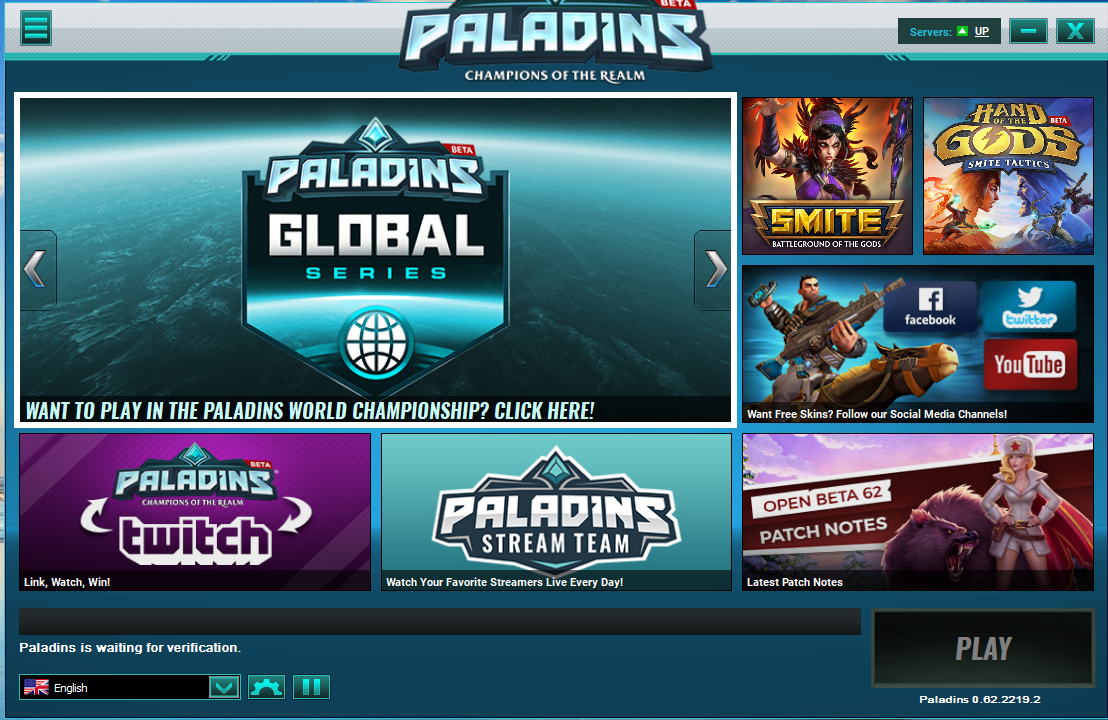 BETA
PALADINS
CHAMPIONS OF THE REALM
Servers: UP
X
BETA
PALADINS
GLOBAL
SERIES
WANT TO PLAY IN THE PALADINS WORLD CHAMPIONSHIP? CLICK HERE!
SMITE
BATTLEGROUND OF THE GODS
HAND
OF THE
BETA
GODS
SMITE TACTICS
facebook
twitter
YouTube
Want Free Skins? Follow our Social Media Channels!
BETA
PALADINS
CHAMPIONS OF THE REALM
twitch
Link, Watch, Win!
PALADINS
STREAM TEAM
Watch Your Favorite Streamers Live Every Day!
OPEN BETA 62
PATCH NOTES
Latest Patch Notes
Paladins is waiting for verification.
PLAY
English
Paladins 0.62.2219.2